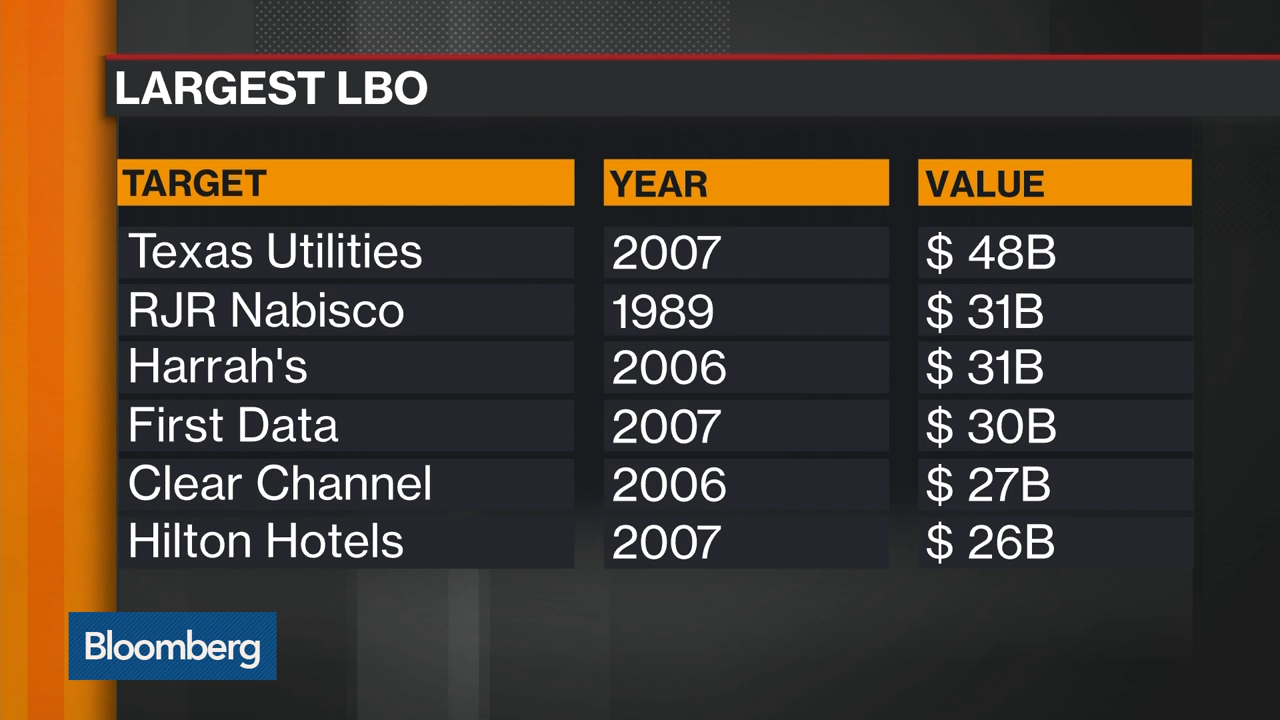 LARGEST LBO
TARGET YEAR VALUE
Texas Utilities 2007 $ 48B
RJR Nabisco 1989 $ 31B
Harrah's 2006 $ 31B
First Data 2007 $ 30B
Clear Channel 2006 $ 27B
Hilton Hotels 2007 $ 26B
Bloomberg